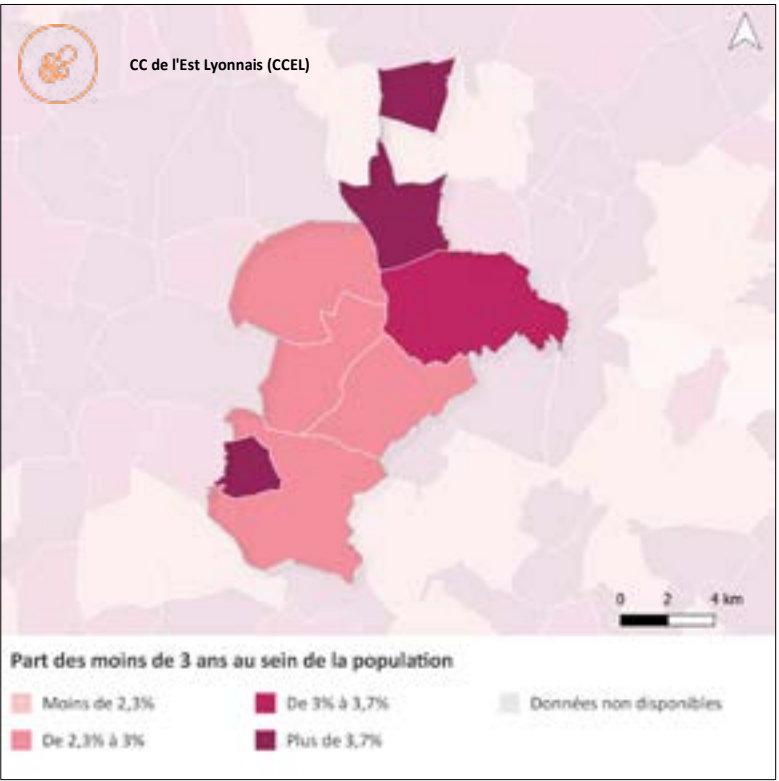 CC de l'Est Lyonnais (CCEL)
0 2 4 km
Part des moins de 3 ans au sein de la population
Moins de 2,3%
De 3% à 3,7%
Données non disponibles
De 2,3% à 3%
Plus de 3,7%